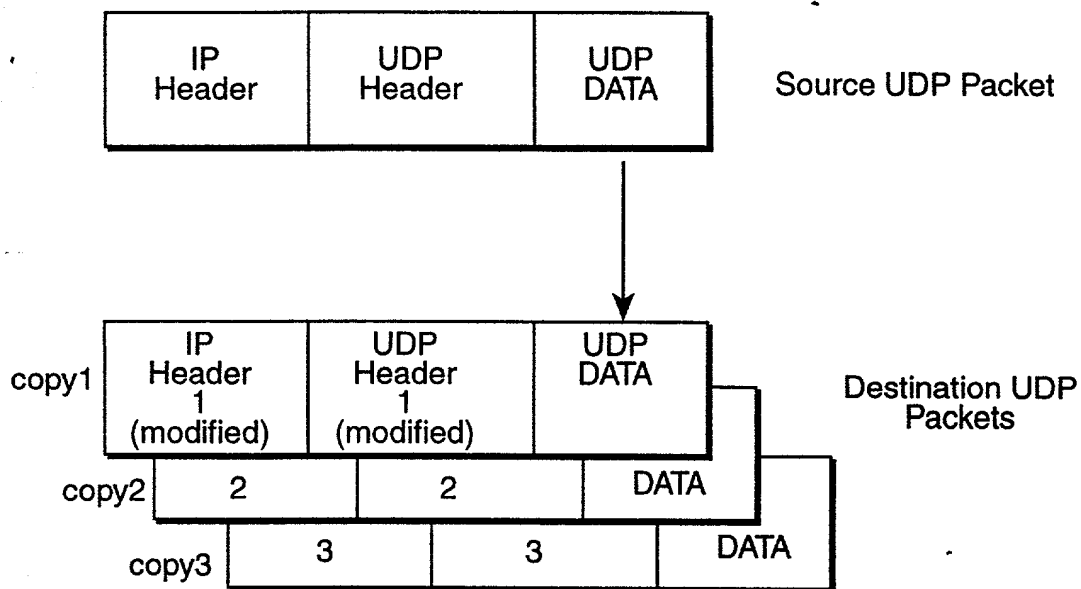 IP
Header
UDP
Header
UDP
DATA
Source UDP Packet
copy1
IP
Header
1
(modified)
UDP
Header
1
(modified)
UDP
DATA
Destination UDP
Packets
copy2
2
2
DATA
copy3
3
3
DATA